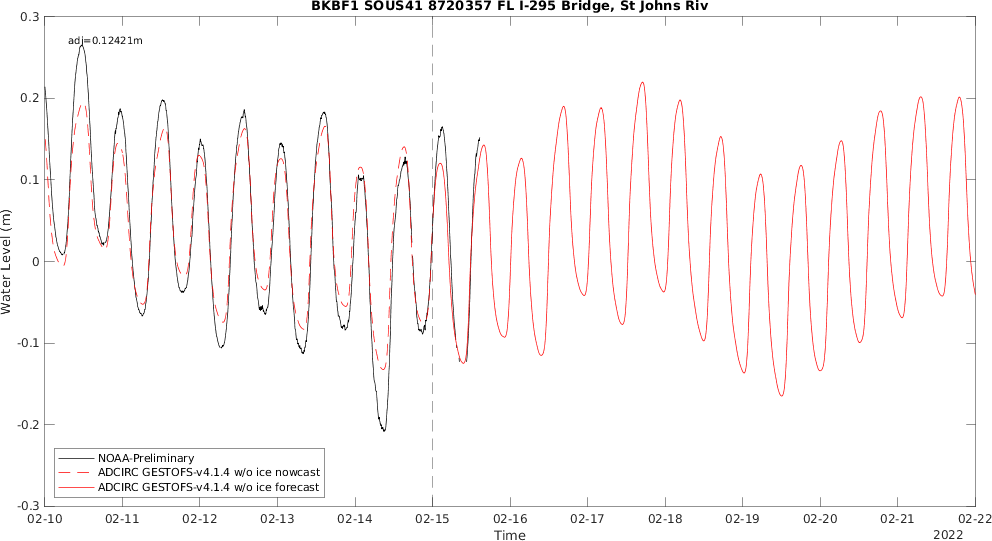 BKBF1 SOUS41 8720357 FL I-295 Bridge, St Johns Riv
adj=0.12421m
0.3
0.2
0.1
0
-0.1
-0.2
-0.3
Water Level (m)
NOAA-Preliminary
ADCIRC GESTOFS-v4.1.4 w/o ice nowcast
ADCIRC GESTOFS-v4.1.4 w/o ice forecast
02-10 02-11 02-12 02-13 02-14 02-15 02-16 02-17 02-18 02-19 02-20 02-21 02-22
Time
2022